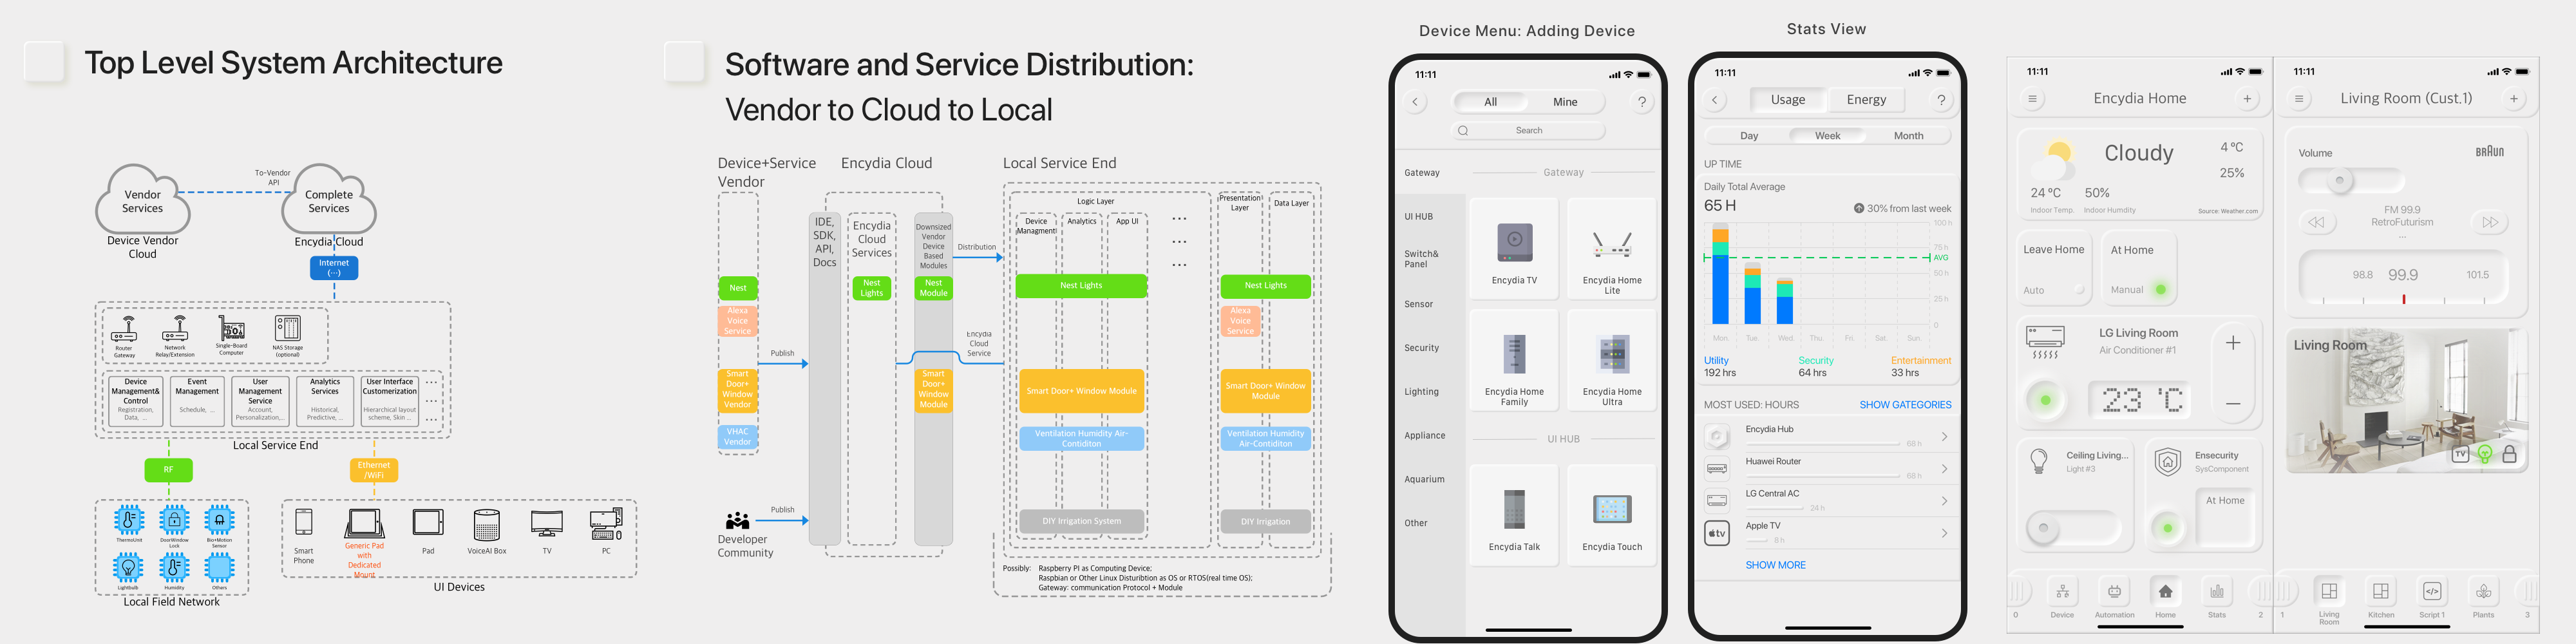 Top Level System Architecture
Vendor
Services
Device Vendor
Cloud
To-Vendor
API
Complete
Services
Encydia Cloud
Internet
(···)
Router
Gateway
Network
Relay/Extension
Single-Board
Computer
NAS Storage
(optional)
Device
Management&
Control
Registration,
Data, ...
Event
Management
Schedule, ...
User
Management
Service
Account,
Personalization,...
Analytics
Services
Historical,
Predictive, ...
User Interface
Customerization
Hierarchical layout
scheme, Skin ...
Local Service End
RF
Ethernet
/WiFi
ThermoUnit
DoorWindow
Lock
Bio+Motion
Sensor
Lightbulb
Humidity
Others
Local Field Network
Smart
Phone
Generic Pad
with
Dedicated
Mount
Pad
VoiceAI Box
TV
PC
UI Devices
Software and Service Distribution:
Vendor to Cloud to Local
Device+Service
Vendor
Encydia Cloud
Local Service End
Nest
Alexa
Voice
Service
Smart
Door+
Window
Vendor
VHAC
Vendor
Publish
Developer
Community
Publish
IDE,
SDK,
API,
Docs
Encydia
Cloud
Services
Nest
Lights
Downsized
Vendor
Device
Based
Modules
Nest
Module
Smart
Door+
Window
Module
Distribution
Encydia
Cloud
Service
Logic Layer
Device
Managment
Analytics
App UI
Presentation
Layer
Data Layer
Nest Lights
Nest Lights
Alexa
Voice
Service
Smart Door+ Window Module
Smart Door+ Window
Module
Ventilation Humidity Air-
Contiditon
Ventilation Humidity
Air-Contiditon
DIY Irrigation System
DIY Irrigation
Possibly: Raspberry PI as Computing Device;
Raspbian or Other Linux Disturibtion as OS or RTOS(real time OS);
Gateway: communication Protocol + Module
Device Menu: Adding Device
11:11
All
Mine
?
Search
Gateway
UI HUB
Switch&
Panel
Sensor
Security
Lighting
Appliance
Aquarium
Other
Gateway
Encydia TV
Encydia Home
Lite
Encydia Home
Family
Encydia Home
Ultra
UI HUB
Encydia Talk
Encydia Touch
Stats View
11:11
Usage
Energy
?
Day
Week
Month
UP TIME
Daily Total Average
65 H
30% from last week
100 h
75 h
AVG
50 h
25 h
0
Mon.
Tue.
Wed.
Thu.
Fri.
Sat.
Sun.
Utility
192 hrs
Security
64 hrs
Entertainment
33 hrs
MOST USED: HOURS
SHOW GATEGORIES
Encydia Hub
68 h
Huawei Router
68 h
LG Central AC
24 h
Apple TV
tv
8 h
SHOW MORE
11:11
Encydia Home
+
Cloudy
4 ºC
25%
24 ºC
Indoor Temp.
50%
Indoor Humdity
Source: Weather.com
Leave Home
Auto
At Home
Manual
LG Living Room
Air Conditioner #1
23 °C
Ceiling Living...
Light #3
Ensecurity
SysComponent
At Home
0
Device
Automation
Home
Stats
2
11:11
Living Room (Cust.1)
+
Volume
BRAUN
FM 99.9
RetroFuturism
...
98.8
99.9
101.5
Living Room
TV
1
Living
Room
Kitchen
Script 1
Plants
3